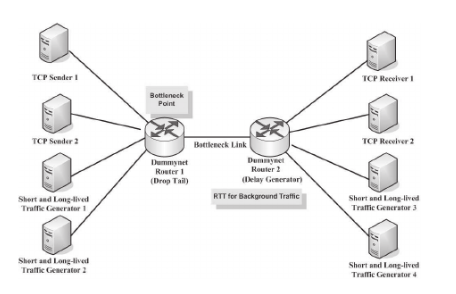 TCP Sender 1
TCP Sender 2
Short and Long-lived
Traffic Generator 1
Short and Long-lived
Traffic Generator 2
Bottleneck
Point
Dummynet
Router 1
(Drop Tail)
Bottleneck Link
Dummynet
Router 2
(Delay Generator)
RTT for Background Traffic
TCP Receiver 1
TCP Receiver 2
Short and Long-lived
Traffic Generator 3
Short and Long-lived
Traffic Generator 4